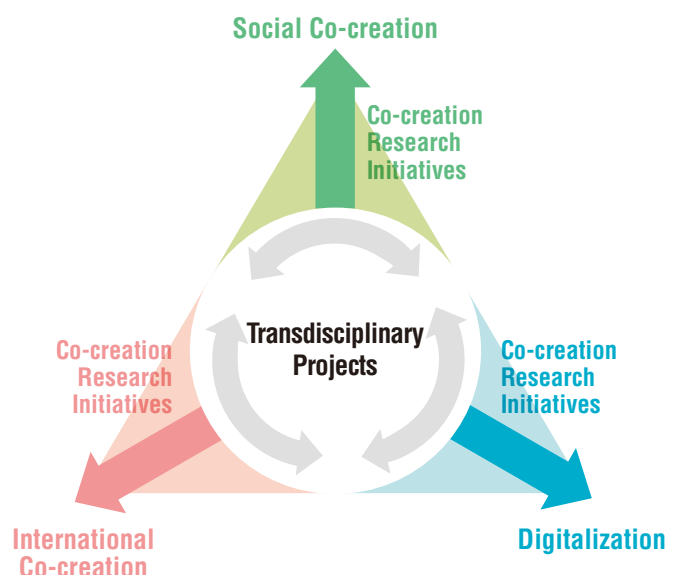 Social Co-creation
Co-creation
Research
Initiatives
Transdisciplinary
Projects
Co-creation
Research
Initiatives
Co-creation
Research
Initiatives
International
Co-creation
Digitalization